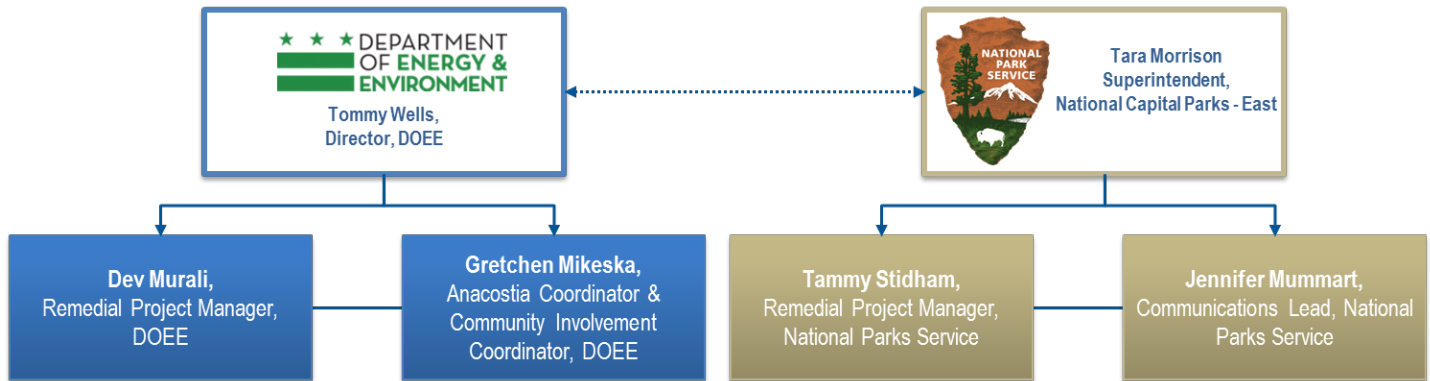 DEPARTMENT
OF ENERGY &
ENVIRONMENT
Tommy Wells,
Director, DOEE
NATIONAL
PARK
SERVICE
Tara Morrison
Superintendent,
National Capital Parks - East
Dev Murali,
Remedial Project Manager,
DOEE
Gretchen Mikeska,
Anacostia Coordinator &
Community Involvement
Coordinator, DOEE
Tammy Stidham,
Remedial Project Manager,
National Parks Service
Jennifer Mummart,
Communications Lead, National
Parks Service